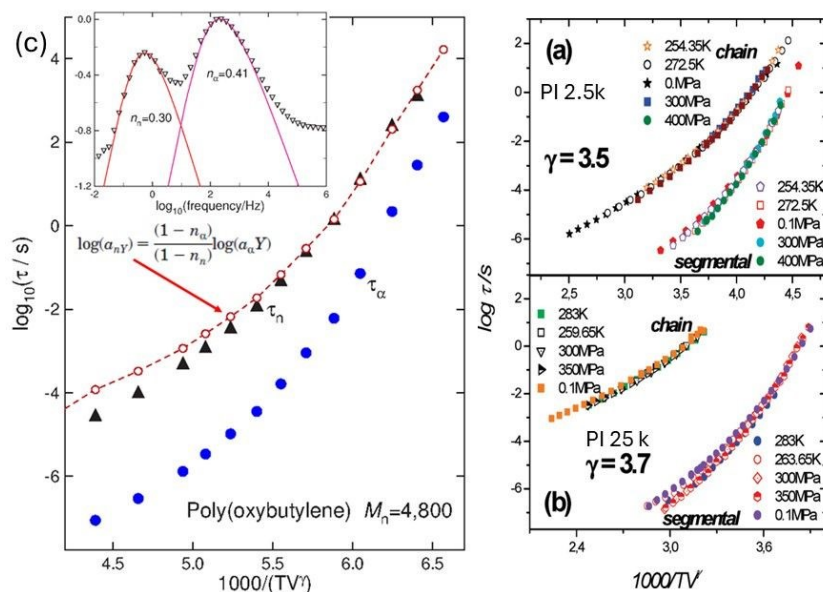 (c)
0.0
-0.4
-0.8
-1.2
nₙ=0.30
n_α=0.41
-2
0
2
4
6
log₁₀(frequency/Hz)
log(a_nY) = (1 - n_α)/(1 - n_n) log(a_αY)
τₙ
τ_α
Poly(oxybutylene) Mₙ=4,800
4
2
0
-2
-4
-6
log₁₀(τ / s)
4.5
5.0
5.5
6.0
6.5
1000/(TV^γ)
(a)
254.35K
272.5K
0.MPa
300MPa
400MPa
chain
PI 2.5k
γ = 3.5
254.35K
272.5K
0.1MPa
300MPa
400MPa
segmental
2
0
-2
-4
-6
2,5
3,0
3,5
4,0
4,5
log τ/s
283K
259.65K
300MPa
350MPa
0.1MPa
chain
PI 25 k
γ = 3.7
283K
263.65K
300MPa
350MPa
0.1MPa
(b)
segmental
2
0
-2
-4
-6
2,4
3,0
3,6
1000/TV^γ